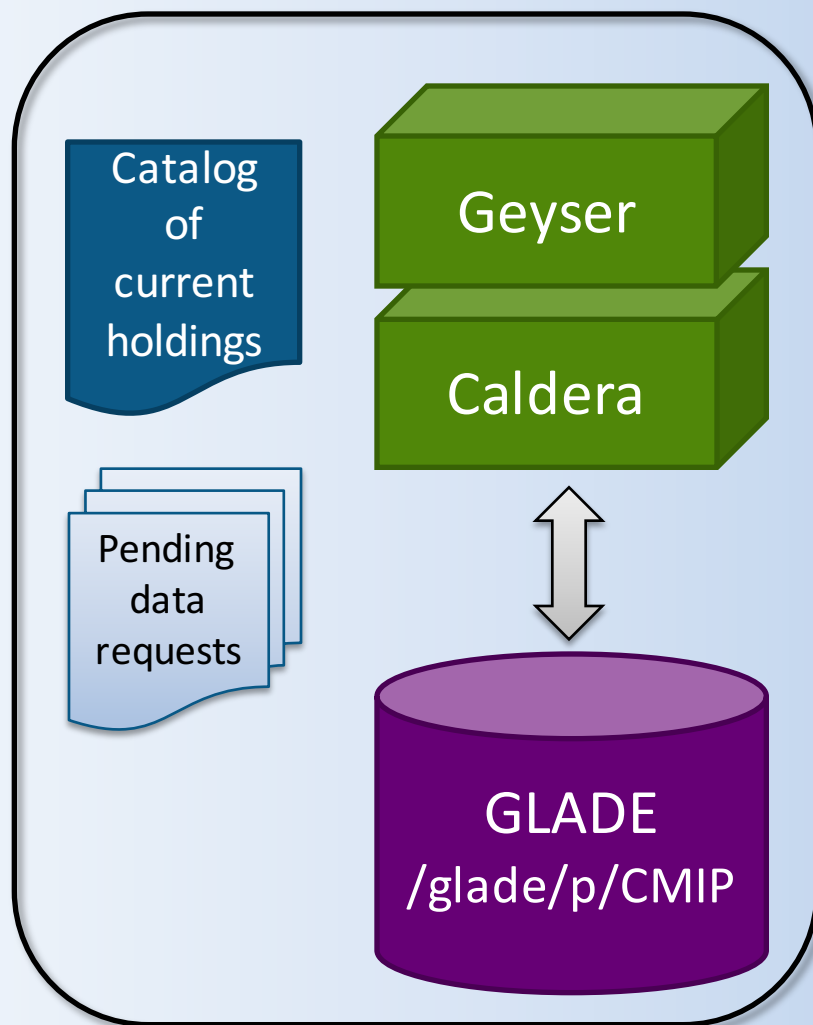 Catalog
of
current
holdings
Geyser
Caldera
Pending
data
requests
GLADE
/glade/p/CMIP